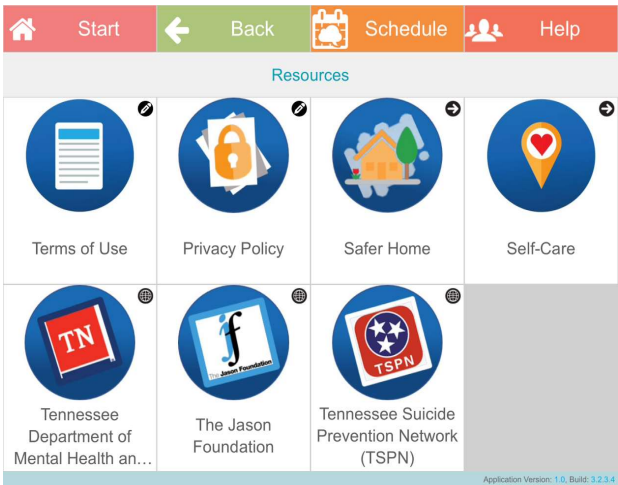 Start
Back
Schedule
Help
Resources
Terms of Use
Privacy Policy
Safer Home
Self-Care
TN
jf
The Jason Foundation
TSPN
Tennessee
Department of
Mental Health an...
The Jason
Foundation
Tennessee Suicide
Prevention Network
(TSPN)
Application Version: 1.0, Build: 3.2.3.4